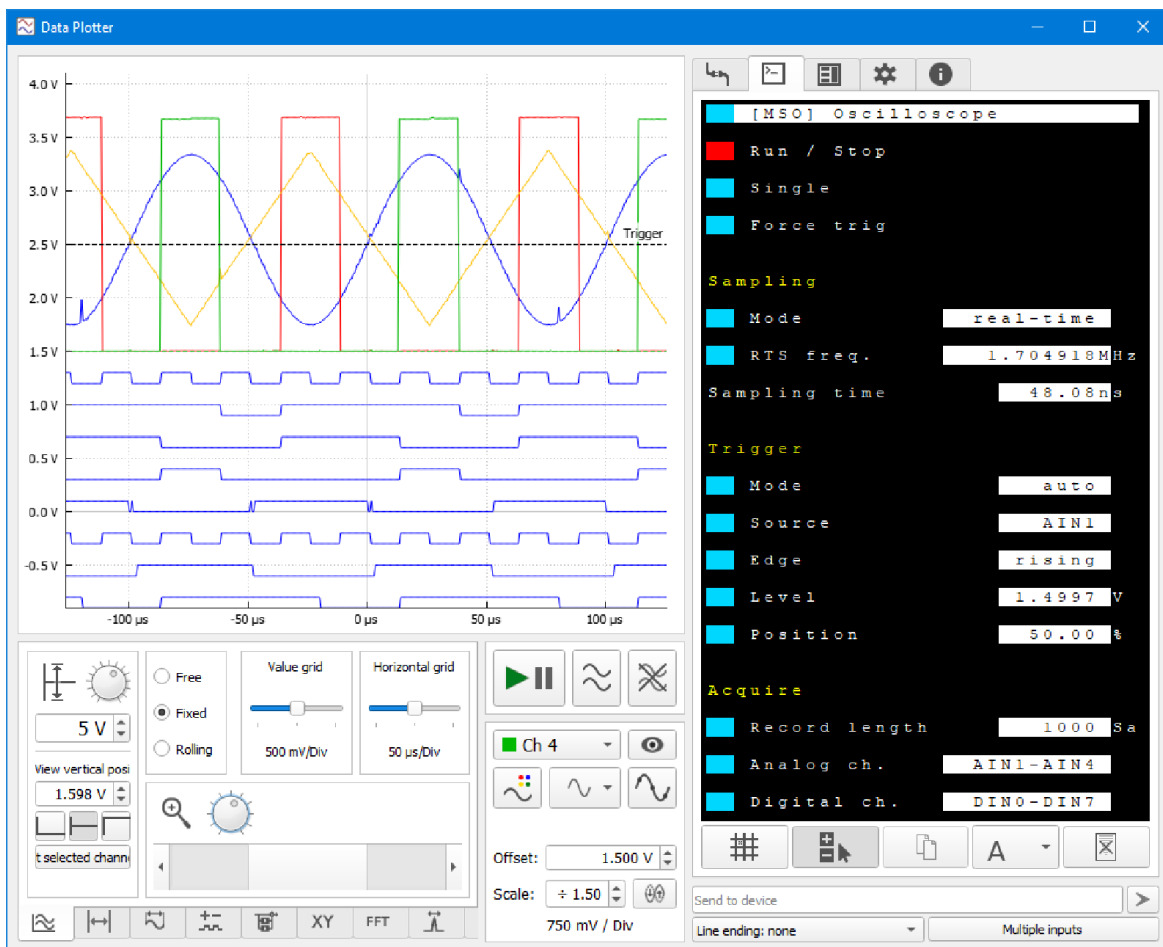 Data Plotter
4.0 V
3.5 V
3.0 V
2.5 V
2.0 V
1.5 V
1.0 V
0.5 V
0.0 V
-0.5 V
Trigger
-100 µs
-50 µs
0 µs
50 µs
100 µs
[MSO] Oscilloscope
Run / Stop
Single
Force trig
Sampling
Mode real-time
RTS freq. 1.704918MHz
Sampling time 48.08ns
Trigger
Mode auto
Source AIN1
Edge rising
Level 1.4997 V
Position 50.00 %
Acquire
Record length 1000 Sa
Analog ch. AIN1-AIN4
Digital ch. DIN0-DIN7
5 V
View vertical posi
1.598 V
t selected chann
Free
Fixed
Rolling
Value grid
500 mV/Div
Horizontal grid
50 µs/Div
XY
FFT
Ch 4
Offset: 1.500 V
Scale: ÷ 1.50
750 mV / Div
A
Send to device
Line ending: none
Multiple inputs